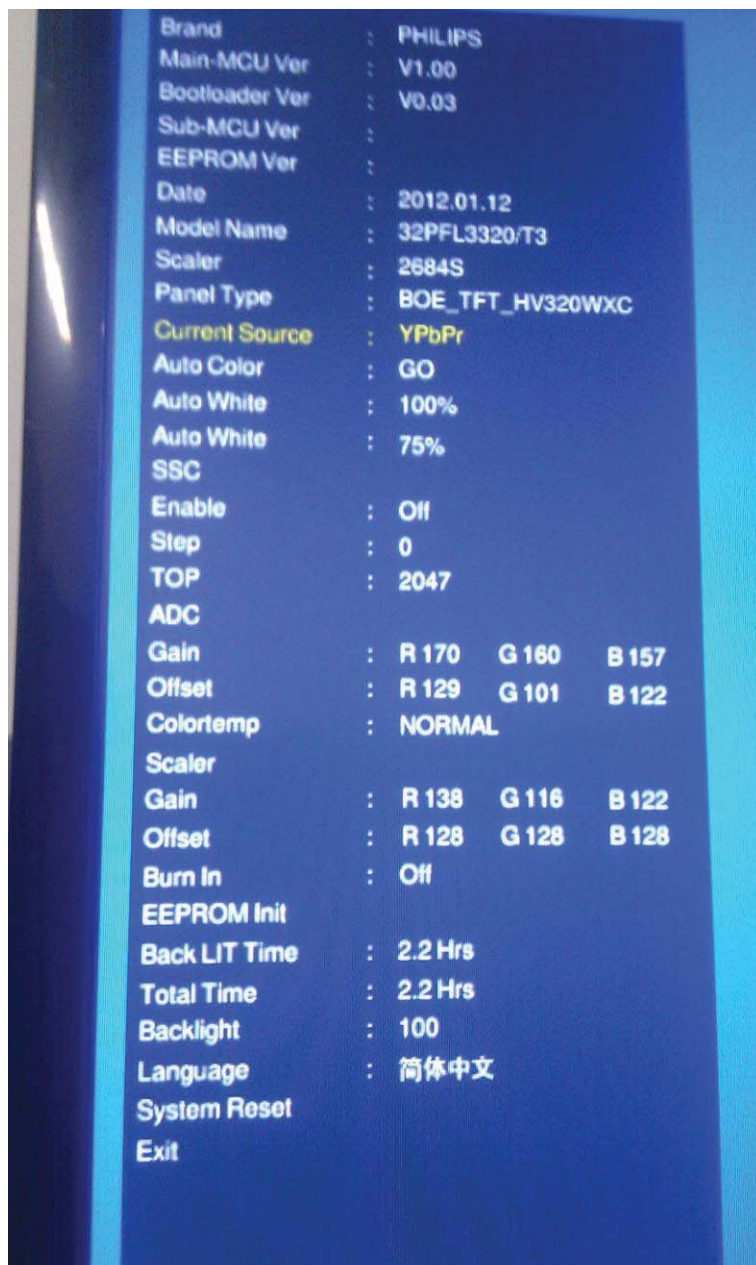 Brand : PHILIPS
Main-MCU Ver : V1.00
Bootloader Ver : V0.03
Sub-MCU Ver :
EEPROM Ver :
Date : 2012.01.12
Model Name : 32PFL3320/T3
Scaler : 2684S
Panel Type : BOE_TFT_HV320WXC
Current Source : YPbPr
Auto Color : GO
Auto White : 100%
Auto White : 75%
SSC
Enable : Off
Step : 0
TOP : 2047
ADC
Gain : R 170 G 160 B 157
Offset : R 129 G 101 B 122
Colortemp : NORMAL
Scaler
Gain : R 138 G 116 B 122
Offset : R 128 G 128 B 128
Burn In : Off
EEPROM Init
Back LIT Time : 2.2 Hrs
Total Time : 2.2 Hrs
Backlight : 100
Language : 简体中文
System Reset
Exit